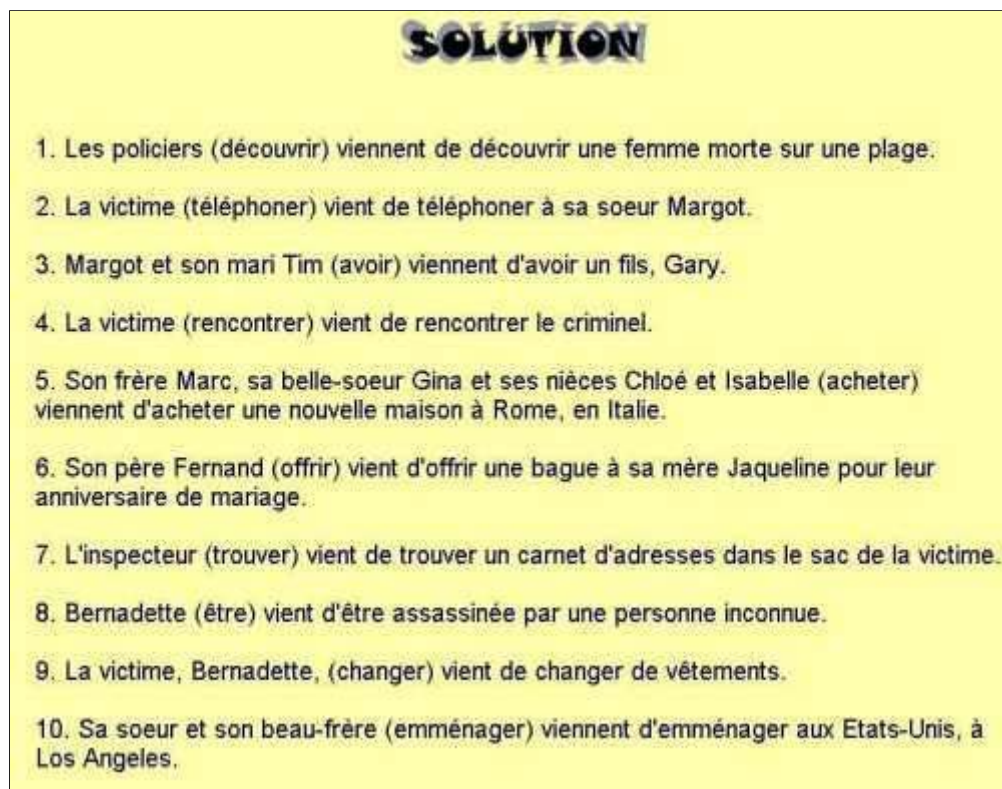 SOLUTION
1. Les policiers (découvrir) viennent de découvrir une femme morte sur une plage.
2. La victime (téléphoner) vient de téléphoner à sa soeur Margot.
3. Margot et son mari Tim (avoir) viennent d'avoir un fils, Gary.
4. La victime (rencontrer) vient de rencontrer le criminel.
5. Son frère Marc, sa belle-soeur Gina et ses nièces Chloé et Isabelle (acheter)
viennent d'acheter une nouvelle maison à Rome, en Italie.
6. Son père Fernand (offrir) vient d'offrir une bague à sa mère Jaqueline pour leur
anniversaire de mariage.
7. L'inspecteur (trouver) vient de trouver un carnet d'adresses dans le sac de la victime.
8. Bernadette (être) vient d'être assassinée par une personne inconnue.
9. La victime, Bernadette, (changer) vient de changer de vêtements.
10. Sa soeur et son beau-frère (emménager) viennent d'emménager aux Etats-Unis, à
Los Angeles.